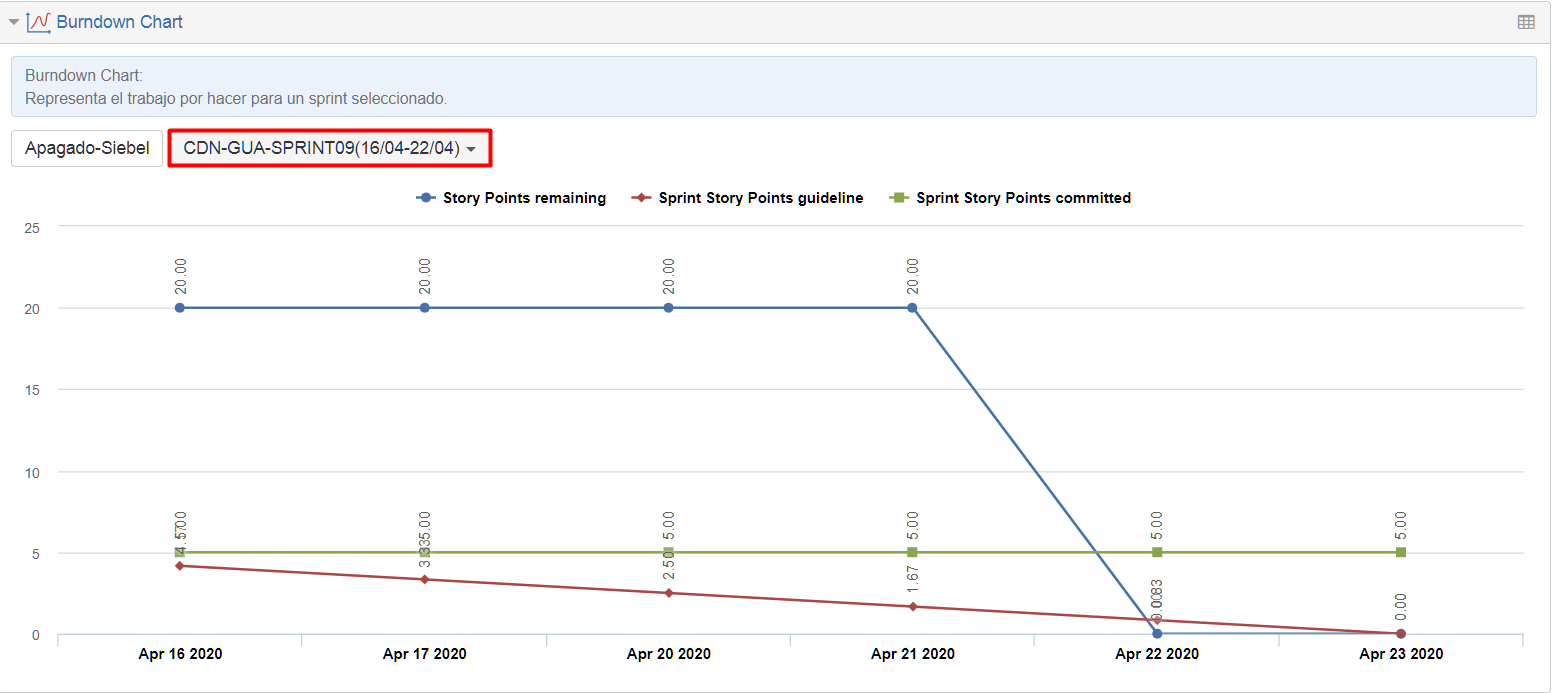 Burndown Chart
Burndown Chart:
Representa el trabajo por hacer para un sprint seleccionado.
Apagado-Siebel CDN-GUA-SPRINT09(16/04-22/04)
Story Points remaining Sprint Story Points guideline Sprint Story Points committed
25
20.00 20.00 20.00 20.00
20
15
10
5.00 5.00 5.00 5.00 5.00
5
2.50 1.67 0.00
0
Apr 16 2020 Apr 17 2020 Apr 20 2020 Apr 21 2020 Apr 22 2020 Apr 23 2020